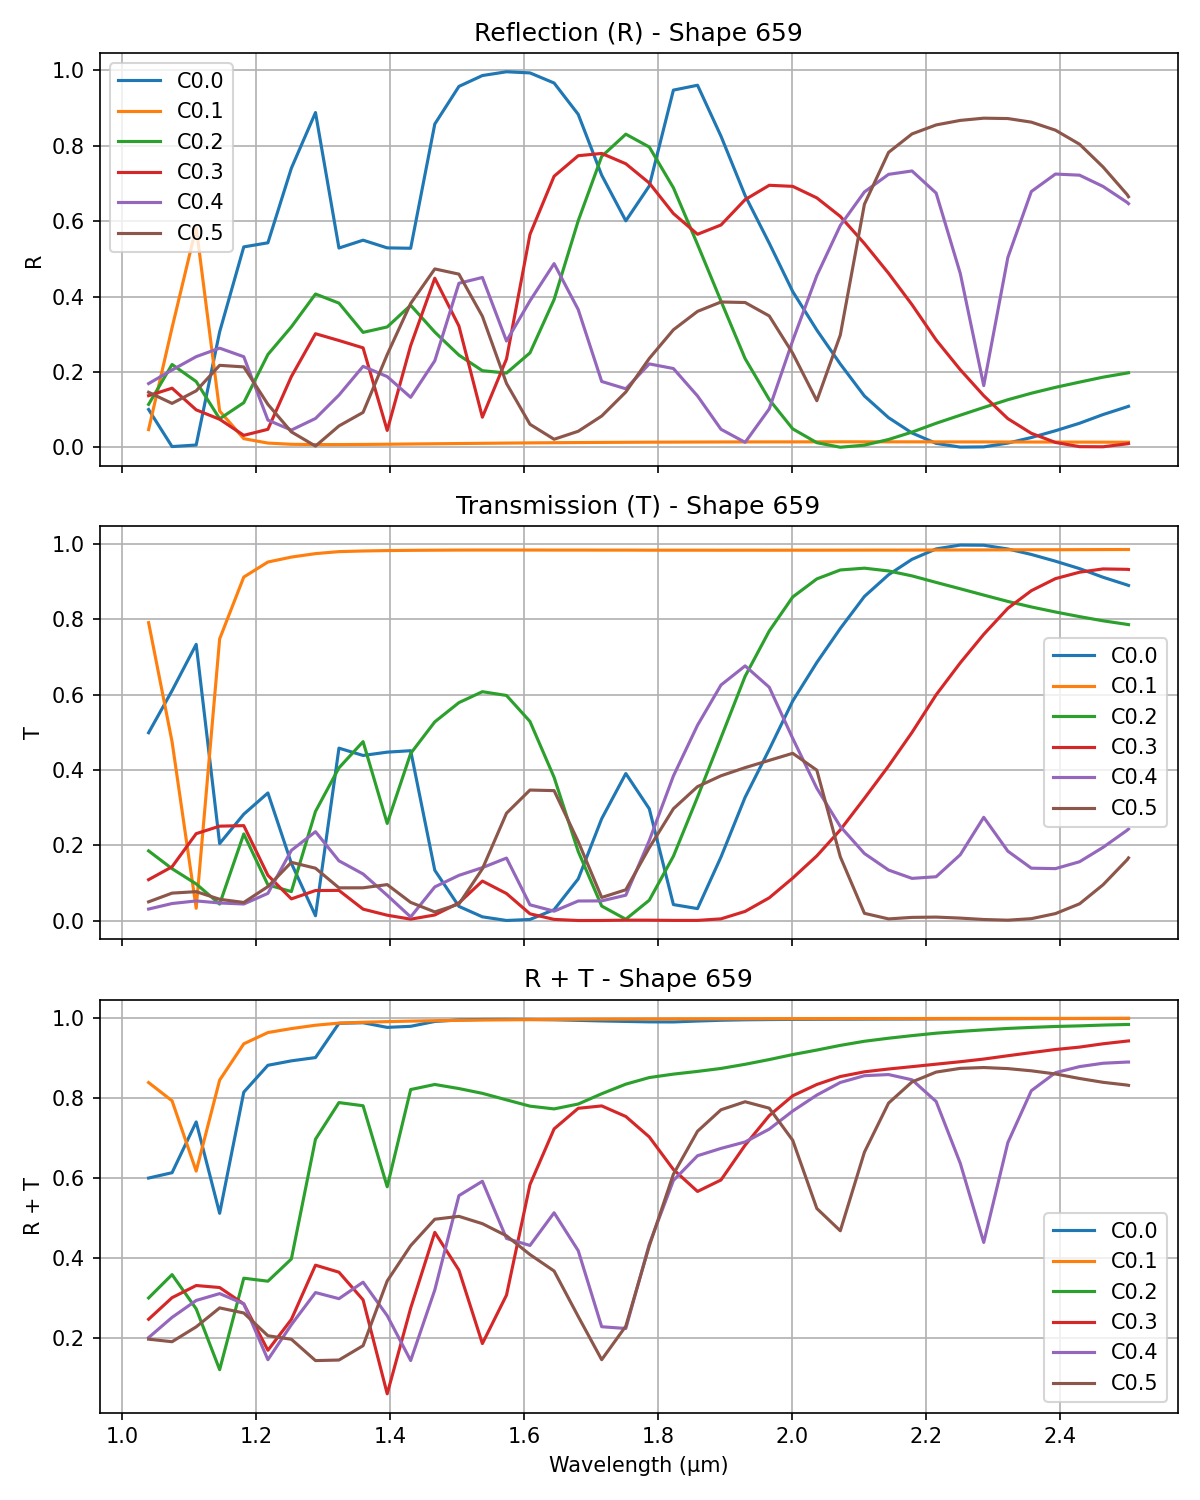 Reflection (R) - Shape 659
1.0
0.8
0.6
0.4
0.2
0.0
R
C0.0
C0.1
C0.2
C0.3
C0.4
C0.5
Transmission (T) - Shape 659
1.0
0.8
0.6
0.4
0.2
0.0
T
C0.0
C0.1
C0.2
C0.3
C0.4
C0.5
R + T - Shape 659
1.0
0.8
0.6
0.4
0.2
R + T
C0.0
C0.1
C0.2
C0.3
C0.4
C0.5
1.0 1.2 1.4 1.6 1.8 2.0 2.2 2.4
Wavelength (μm)